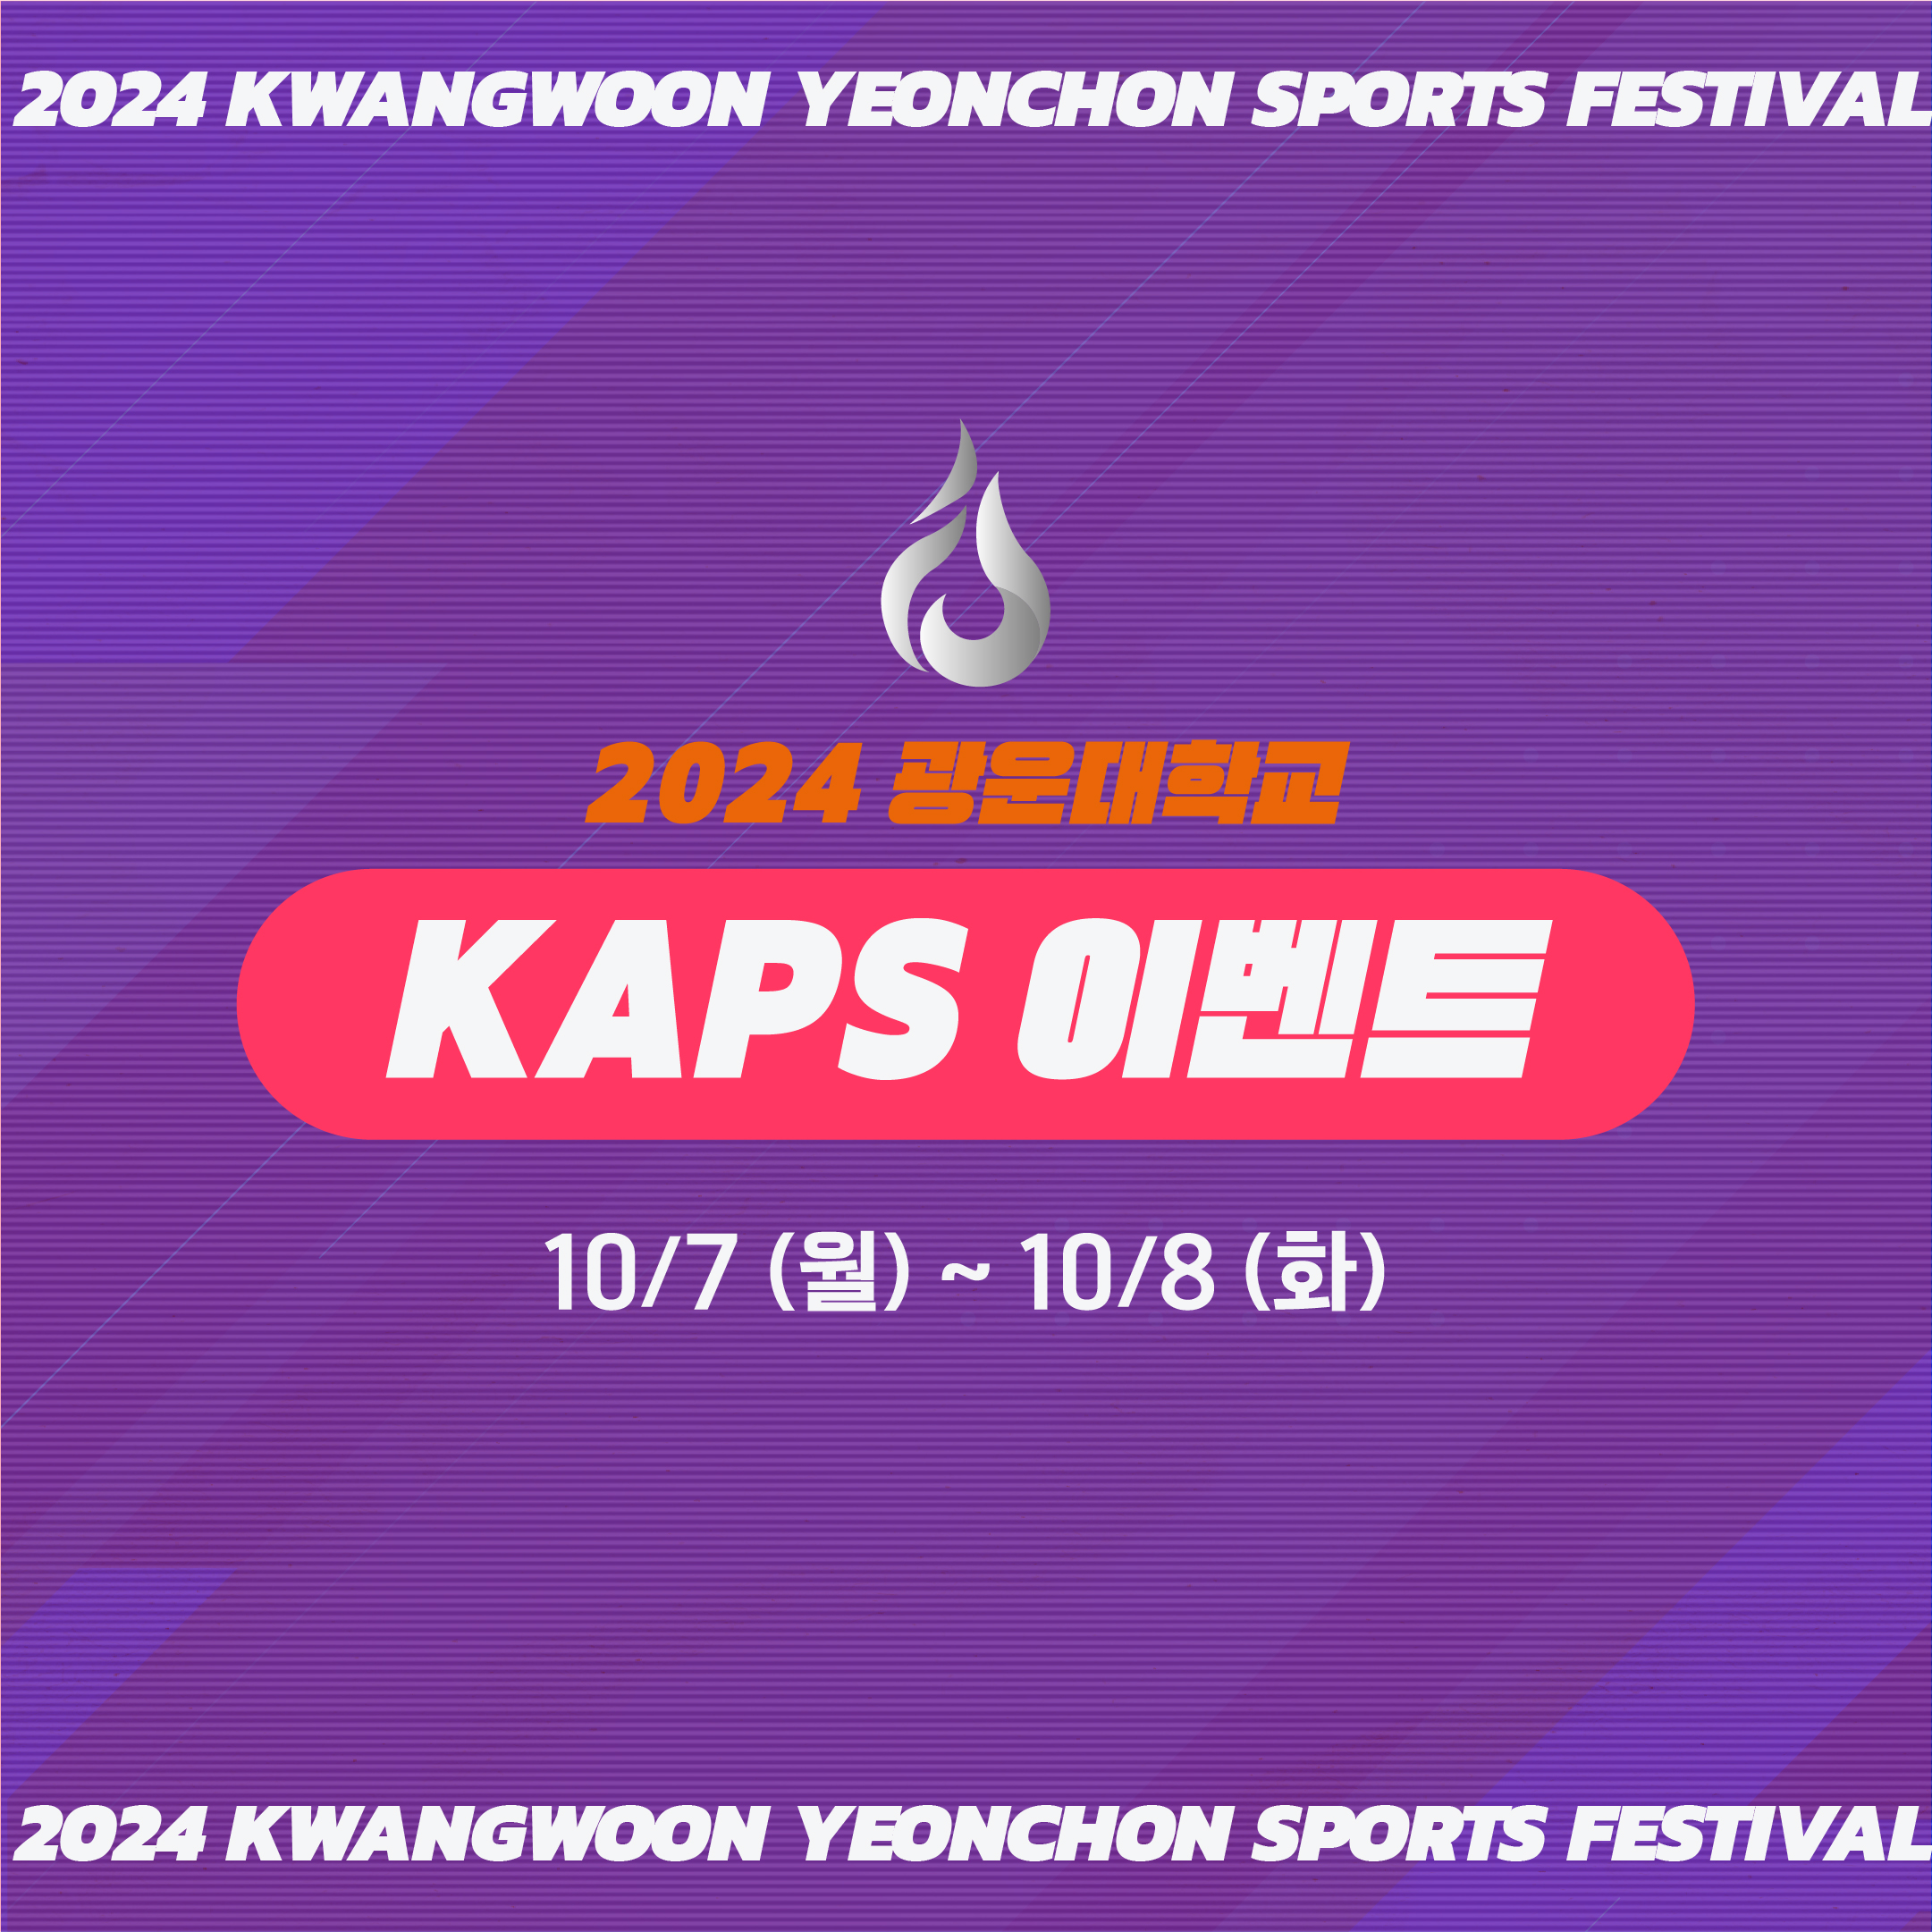 2024 KWANGWOON YEONCHON SPORTS FESTIVAL
2024 광운대학교
KAPS 이벤트
10/7 (월) ~ 10/8 (화)
2024 KWANGWOON YEONCHON SPORTS FESTIVAL